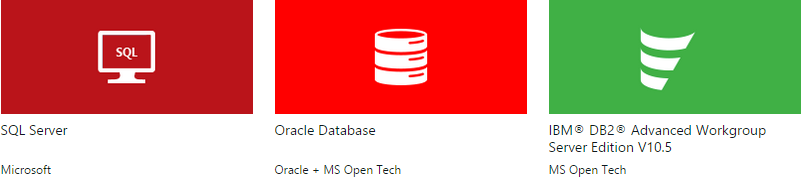 SQL
SQL Server
Microsoft
Oracle Database
Oracle + MS Open Tech
IBM® DB2® Advanced Workgroup
Server Edition V10.5
MS Open Tech